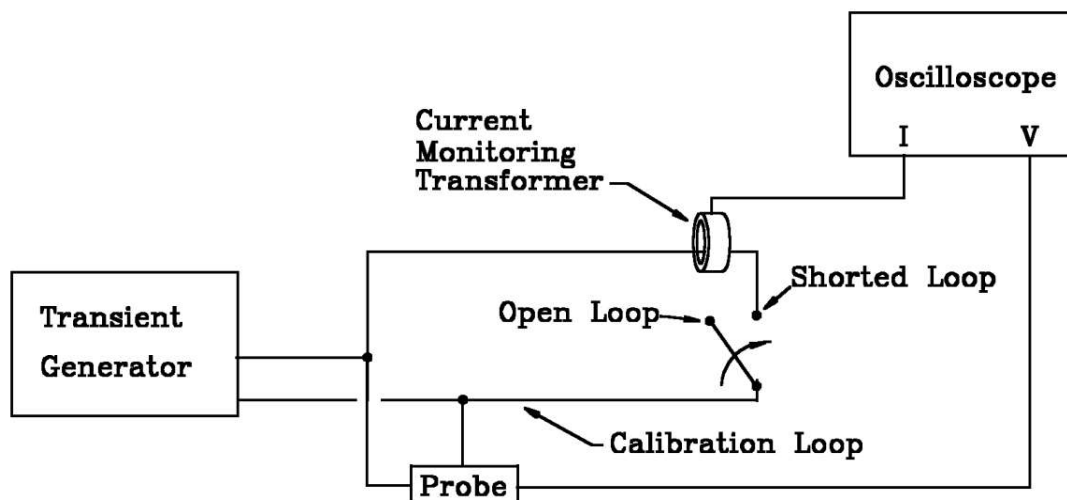 Oscilloscope
I V
Current
Monitoring
Transformer
Shorted Loop
Open Loop
Transient
Generator
Calibration Loop
Probe